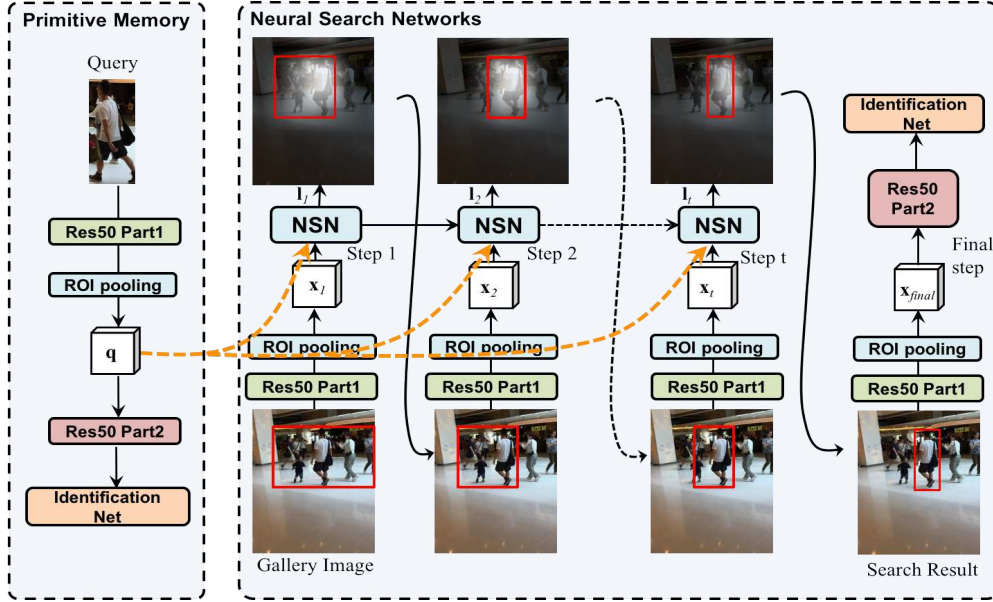 Primitive Memory
Query
Res50 Part1
ROI pooling
q
Res50 Part2
Identification
Net
Neural Search Networks
l1
l2
lt
NSN
NSN
NSN
Step 1
Step 2
Step t
x1
x2
xt
ROI pooling
ROI pooling
ROI pooling
Res50 Part1
Res50 Part1
Res50 Part1
Gallery Image
Identification
Net
Res50
Part2
Final
step
xfinal
ROI pooling
Res50 Part1
Search Result